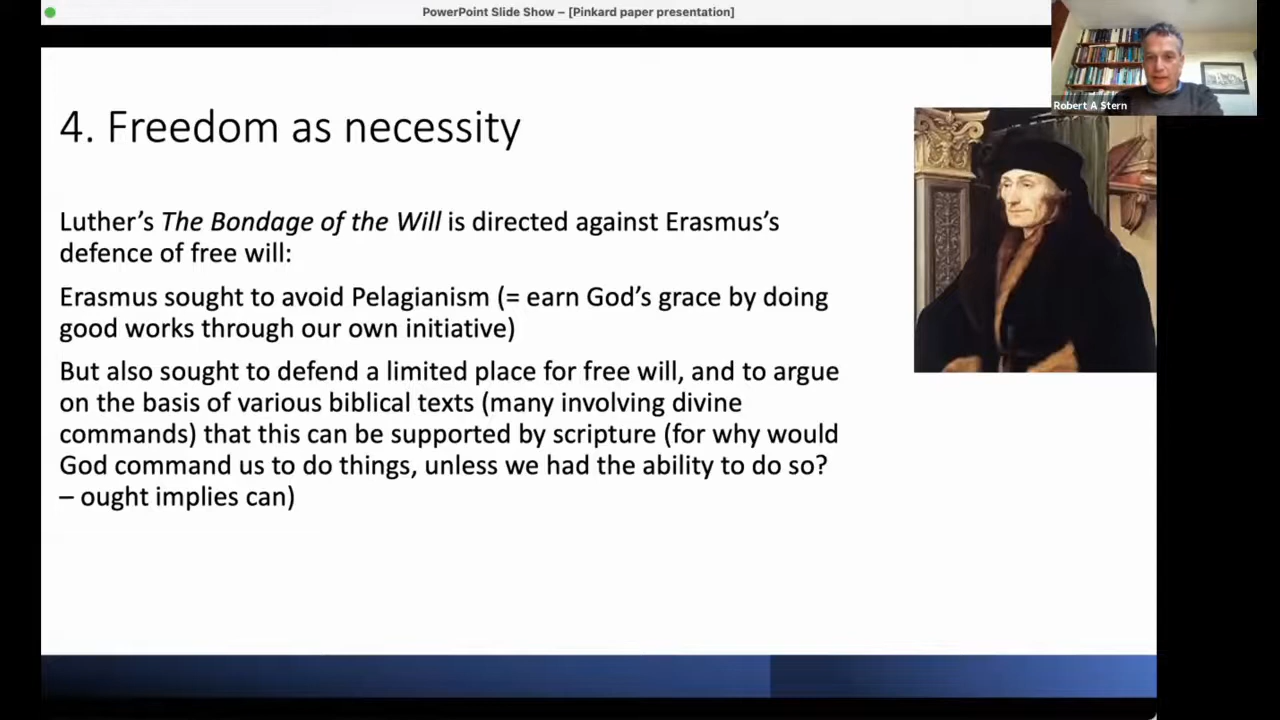 PowerPoint Slide Show – [Pinkard paper presentation]
Robert A Stern
4. Freedom as necessity
Luther’s The Bondage of the Will is directed against Erasmus’s
defence of free will:
Erasmus sought to avoid Pelagianism (= earn God’s grace by doing
good works through our own initiative)
But also sought to defend a limited place for free will, and to argue
on the basis of various biblical texts (many involving divine
commands) that this can be supported by scripture (for why would
God command us to do things, unless we had the ability to do so?
– ought implies can)